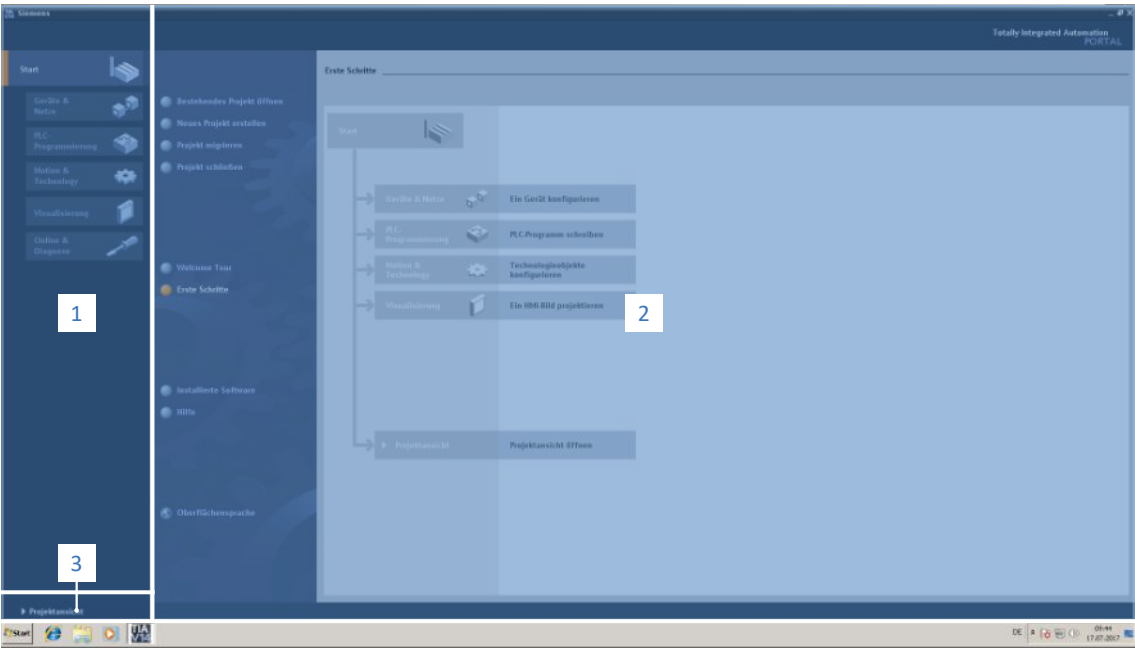 Siemens
Totally Integrated Automation
PORTAL
Start
Geräte &
Netze
PLC-
Programmierung
Motion &
Technology
Visualisierung
Online &
Diagnose
1
3
Projektansicht
Bestehendes Projekt öffnen
Neues Projekt erstellen
Projekt migrieren
Projekt schließen
Welcome Tour
Erste Schritte
Installierte Software
Hilfe
Oberflächensprache
Erste Schritte
Start
Geräte & Netze Ein Gerät konfigurieren
PLC-
Programmierung PLC-Programm schreiben
Motion & Technologieobjekte
Technology konfigurieren
Visualisierung Ein HMI-Bild projektieren
2
Projektansicht Projektansicht öffnen
Start
DE
09:44
17.07.2017